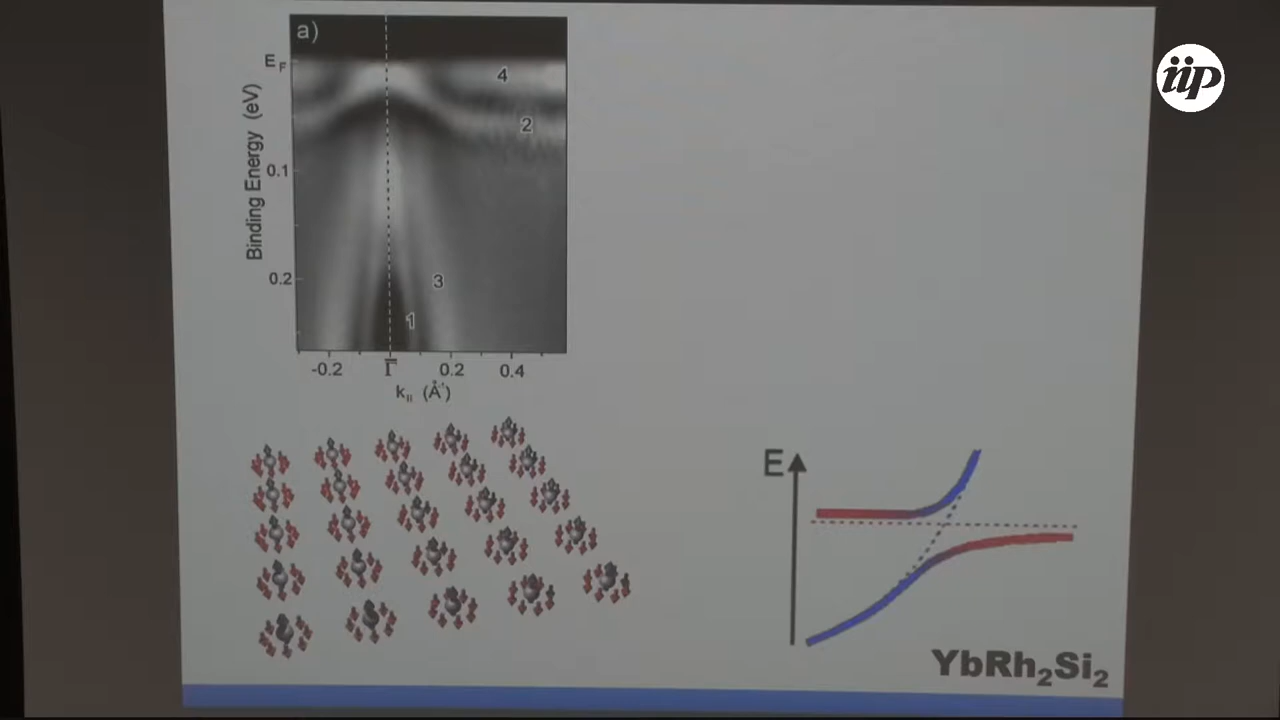 a)
iip
E_F
4
2
Binding Energy (eV)
0.1
0.2
3
1
-0.2 Γ̅ 0.2 0.4
k_|| (Å⁻¹)
E
YbRh₂Si₂